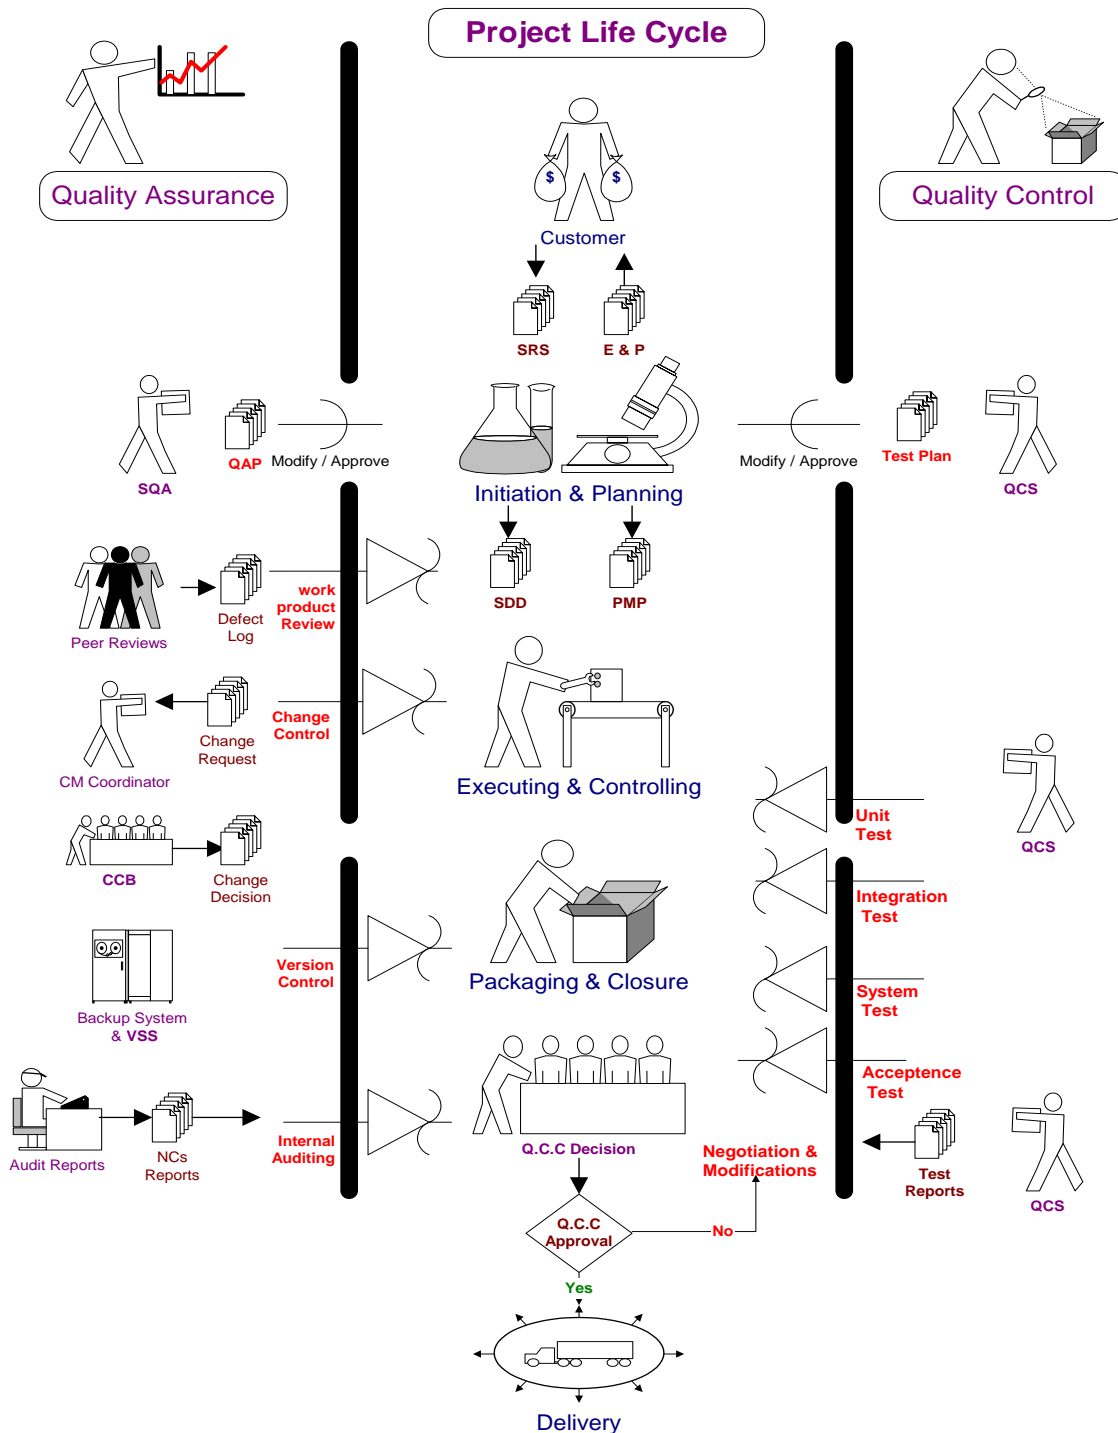 Project Life Cycle
Quality Assurance
Quality Control
$ $
Customer
SRS
E & P
QAP
Modify / Approve
SQA
Modify / Approve
Test Plan
QCS
Initiation & Planning
SDD
PMP
Peer Reviews
Defect
Log
work
product
Review
CM Coordinator
Change
Request
Change
Control
Executing & Controlling
Unit
Test
QCS
CCB
Change
Decision
Integration
Test
Backup System
& VSS
Version
Control
Packaging & Closure
System
Test
Acceptence
Test
Audit Reports
NCs
Reports
Internal
Auditing
Q.C.C Decision
Negotiation &
Modifications
Test
Reports
QCS
Q.C.C
Approval
No
Yes
Delivery